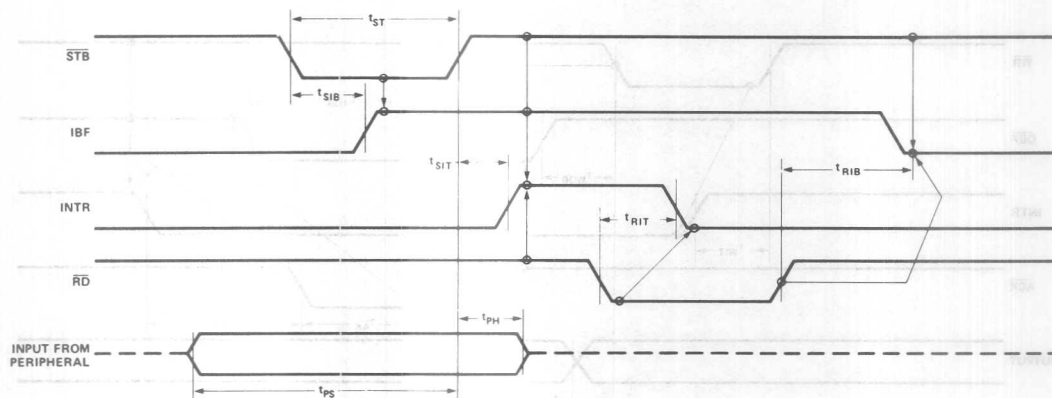 tST
STB
tSIB
IBF
tSIT
tRIB
INTR
tRIT
RD
tPH
INPUT FROM
PERIPHERAL
tPS